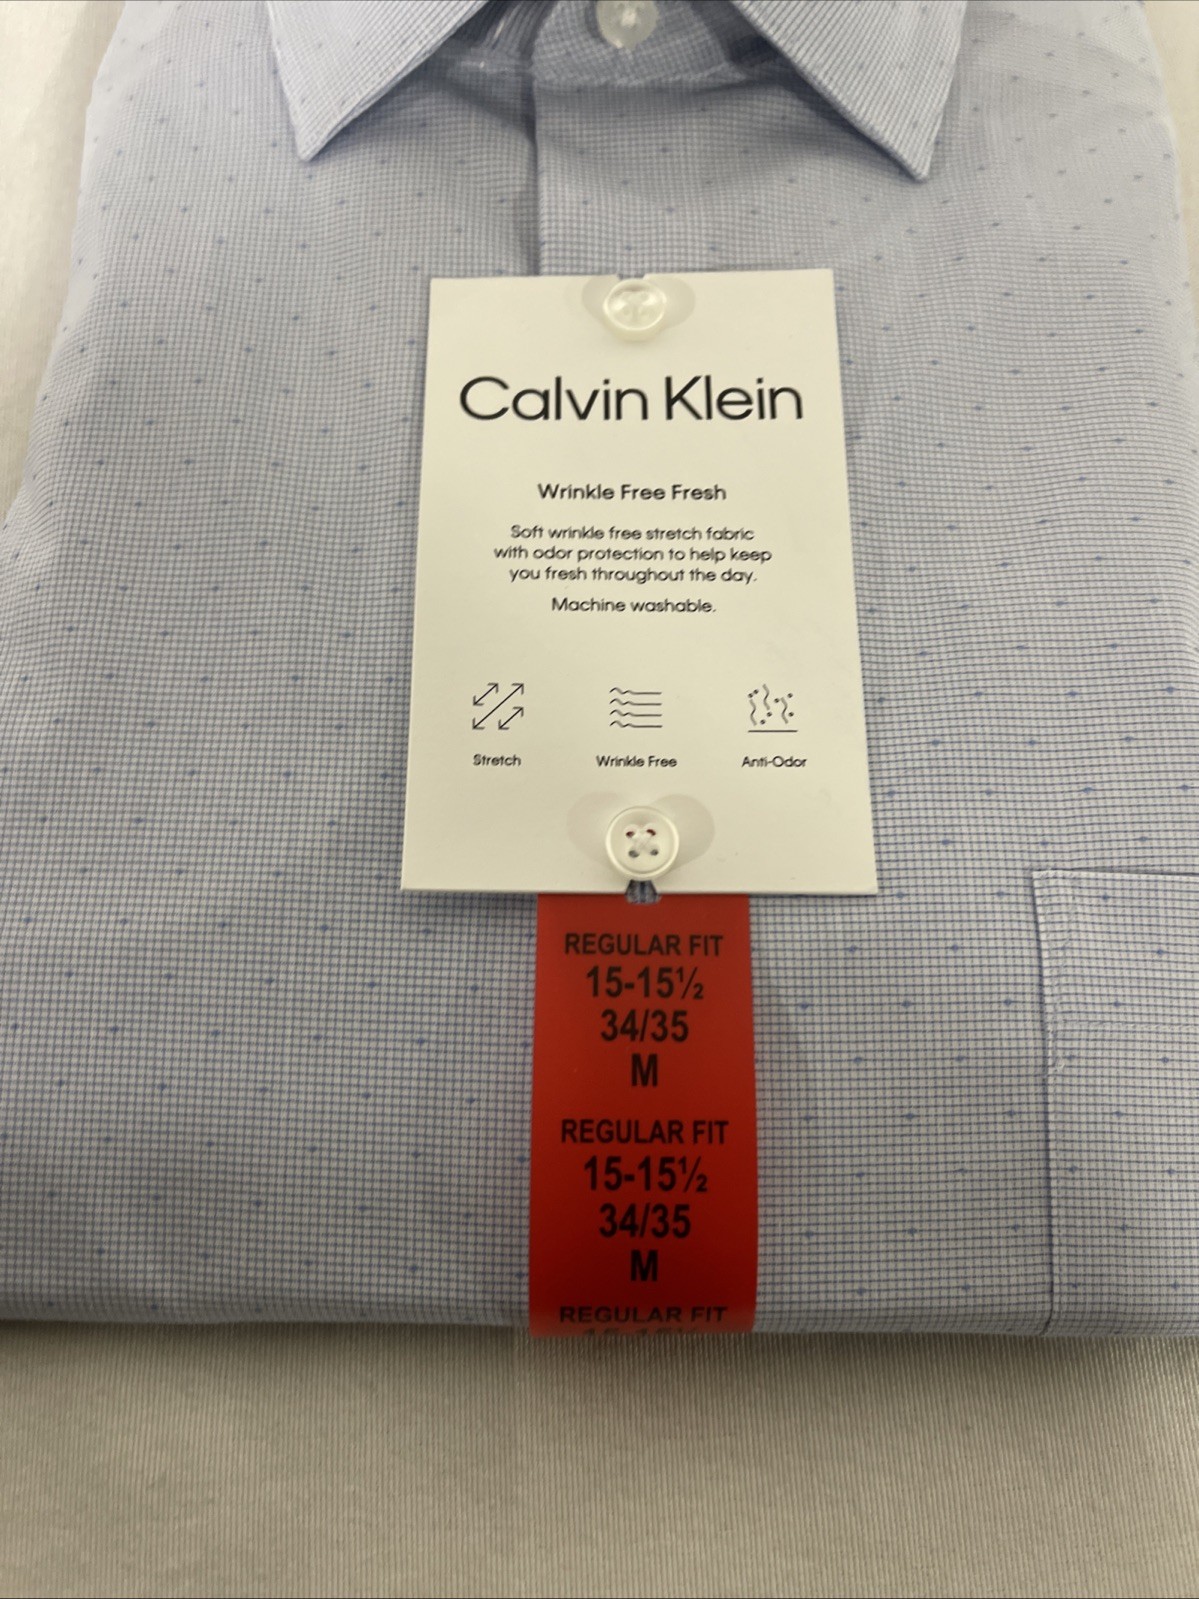 Calvin Klein
Wrinkle Free Fresh
Soft wrinkle free stretch fabric
with odor protection to help keep
you fresh throughout the day.
Machine washable.
Stretch
Wrinkle Free
Anti-Odor
REGULAR FIT
15-15½
34/35
M
REGULAR FIT
15-15½
34/35
M
REGULAR FIT